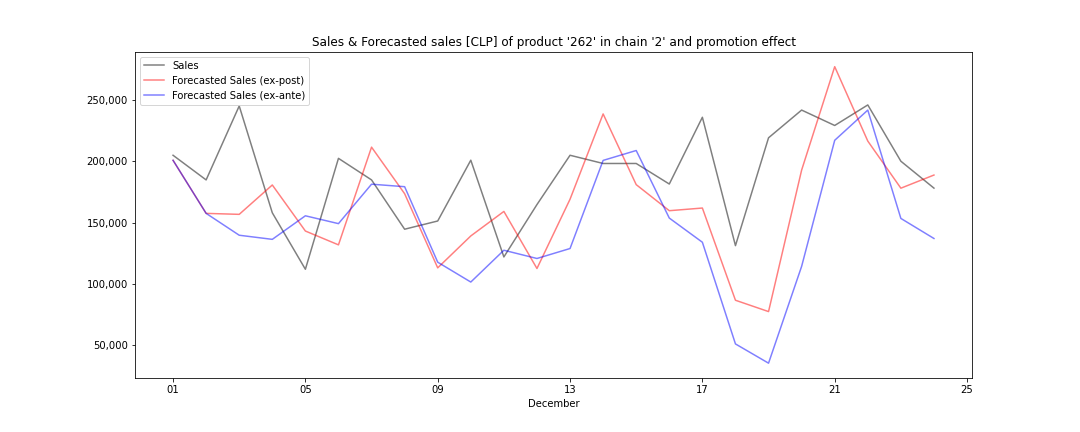 Sales & Forecasted sales [CLP] of product '262' in chain '2' and promotion effect
Sales
Forecasted Sales (ex-post)
Forecasted Sales (ex-ante)
250,000
200,000
150,000
100,000
50,000
01 05 09 13 17 21 25
December